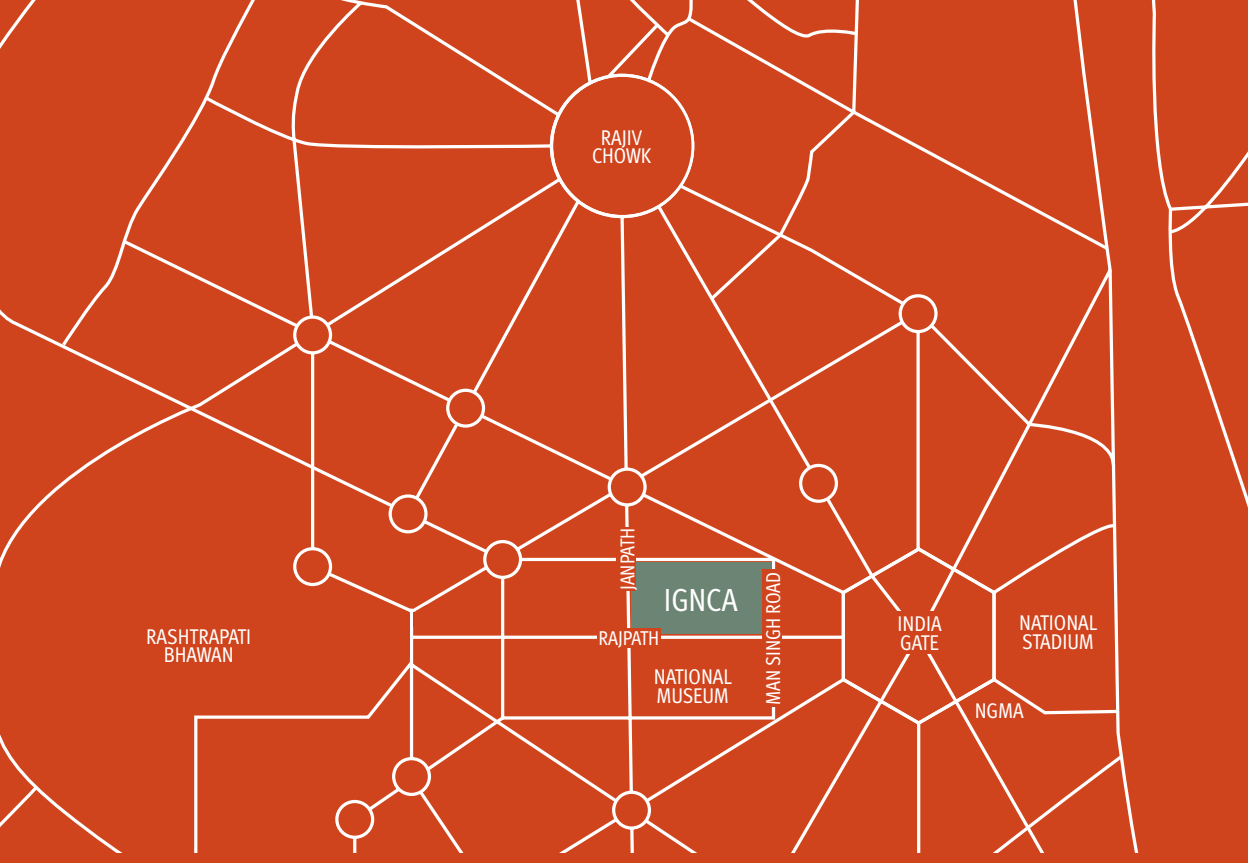 RAJIV
CHOWK
JANPATH
IGNCA
MAN SINGH ROAD
RAJPATH
RASHTRAPATI
BHAWAN
INDIA
GATE
NATIONAL
STADIUM
NATIONAL
MUSEUM
NGMA